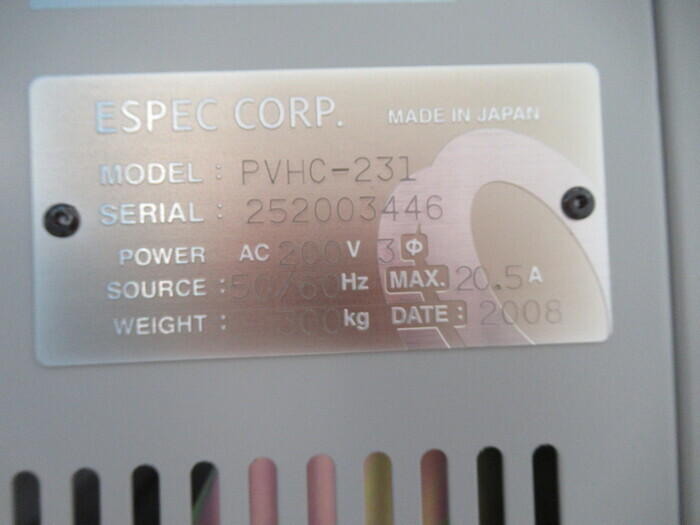 ESPEC CORP. MADE IN JAPAN
MODEL : PVHC-231
SERIAL : 252003446
POWER AC 200 V 3 Φ
SOURCE : 50/60 Hz MAX. 20.5 A
WEIGHT : 300 kg DATE : 2008